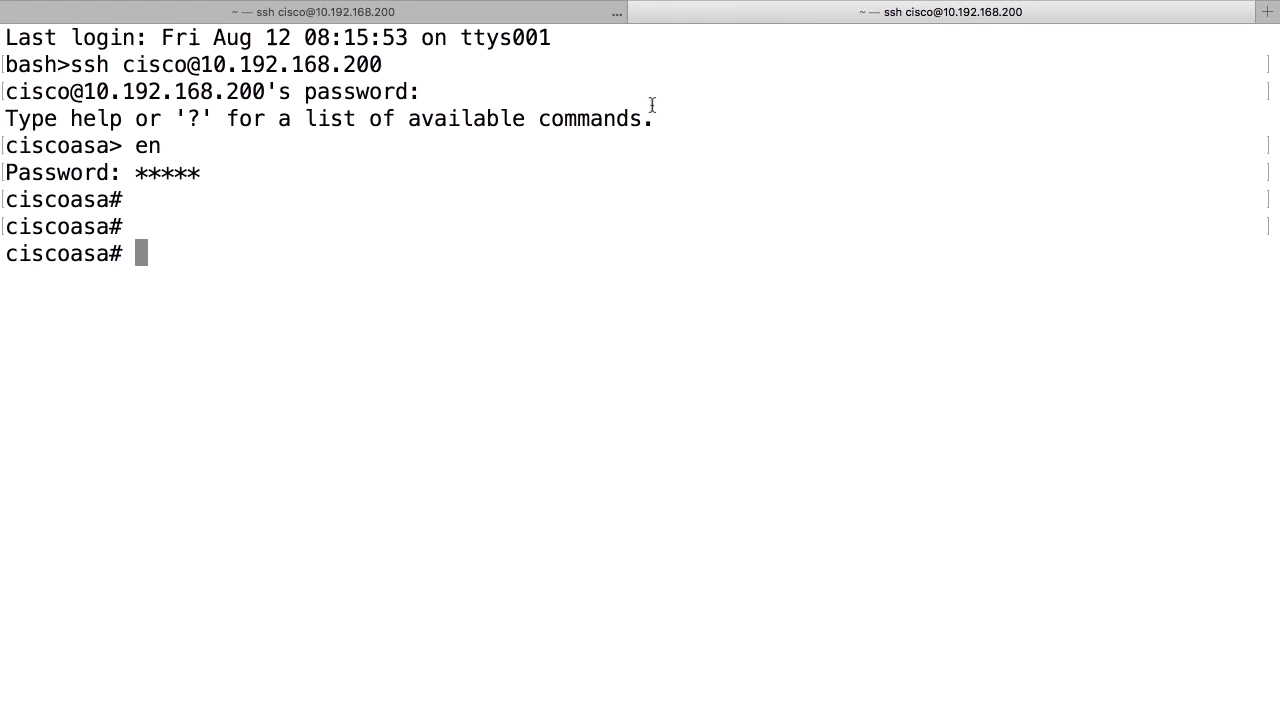 ~ — ssh cisco@10.192.168.200 ... ~ — ssh cisco@10.192.168.200 +
Last login: Fri Aug 12 08:15:53 on ttys001
bash>ssh cisco@10.192.168.200
cisco@10.192.168.200's password:
Type help or '?' for a list of available commands.
ciscoasa> en
Password: *****
ciscoasa#
ciscoasa#
ciscoasa#